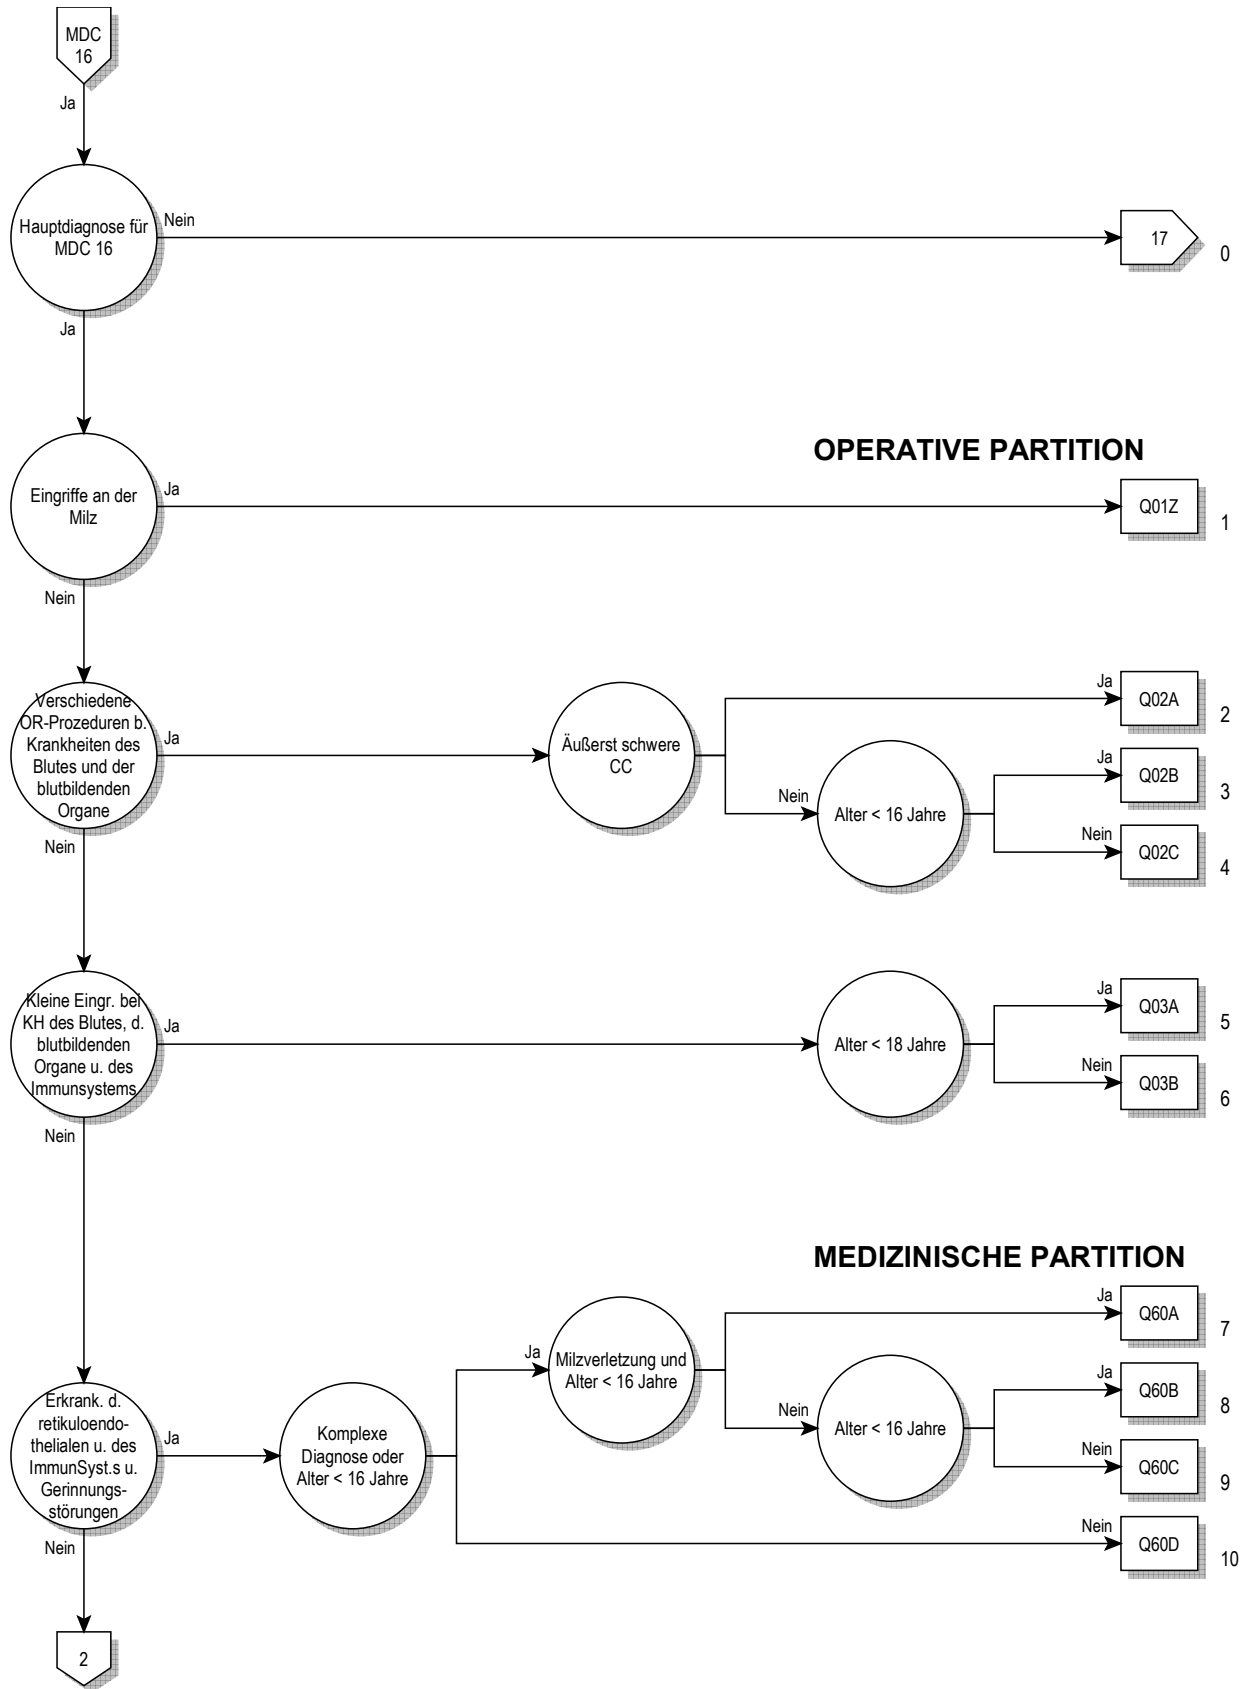 MDC
16
Ja
Hauptdiagnose für
MDC 16
Nein
17
0
Ja
OPERATIVE PARTITION
Eingriffe an der
Milz
Ja
Q01Z
1
Nein
Verschiedene
OR-Prozeduren b.
Krankheiten des
Blutes und der
blutbildenden
Organe
Ja
Äußerst schwere
CC
Ja
Q02A
2
Nein
Alter < 16 Jahre
Ja
Q02B
3
Nein
Q02C
4
Nein
Kleine Eingr. bei
KH des Blutes, d.
blutbildenden
Organe u. des
Immunsystems
Ja
Alter < 18 Jahre
Ja
Q03A
5
Nein
Q03B
6
Nein
MEDIZINISCHE PARTITION
Erkrank. d.
retikuloendo-
thelialen u. des
ImmunSyst.s u.
Gerinnungs-
störungen
Ja
Komplexe
Diagnose oder
Alter < 16 Jahre
Ja
Milzverletzung und
Alter < 16 Jahre
Ja
Q60A
7
Nein
Alter < 16 Jahre
Ja
Q60B
8
Nein
Q60C
9
Nein
Q60D
10
Nein
2